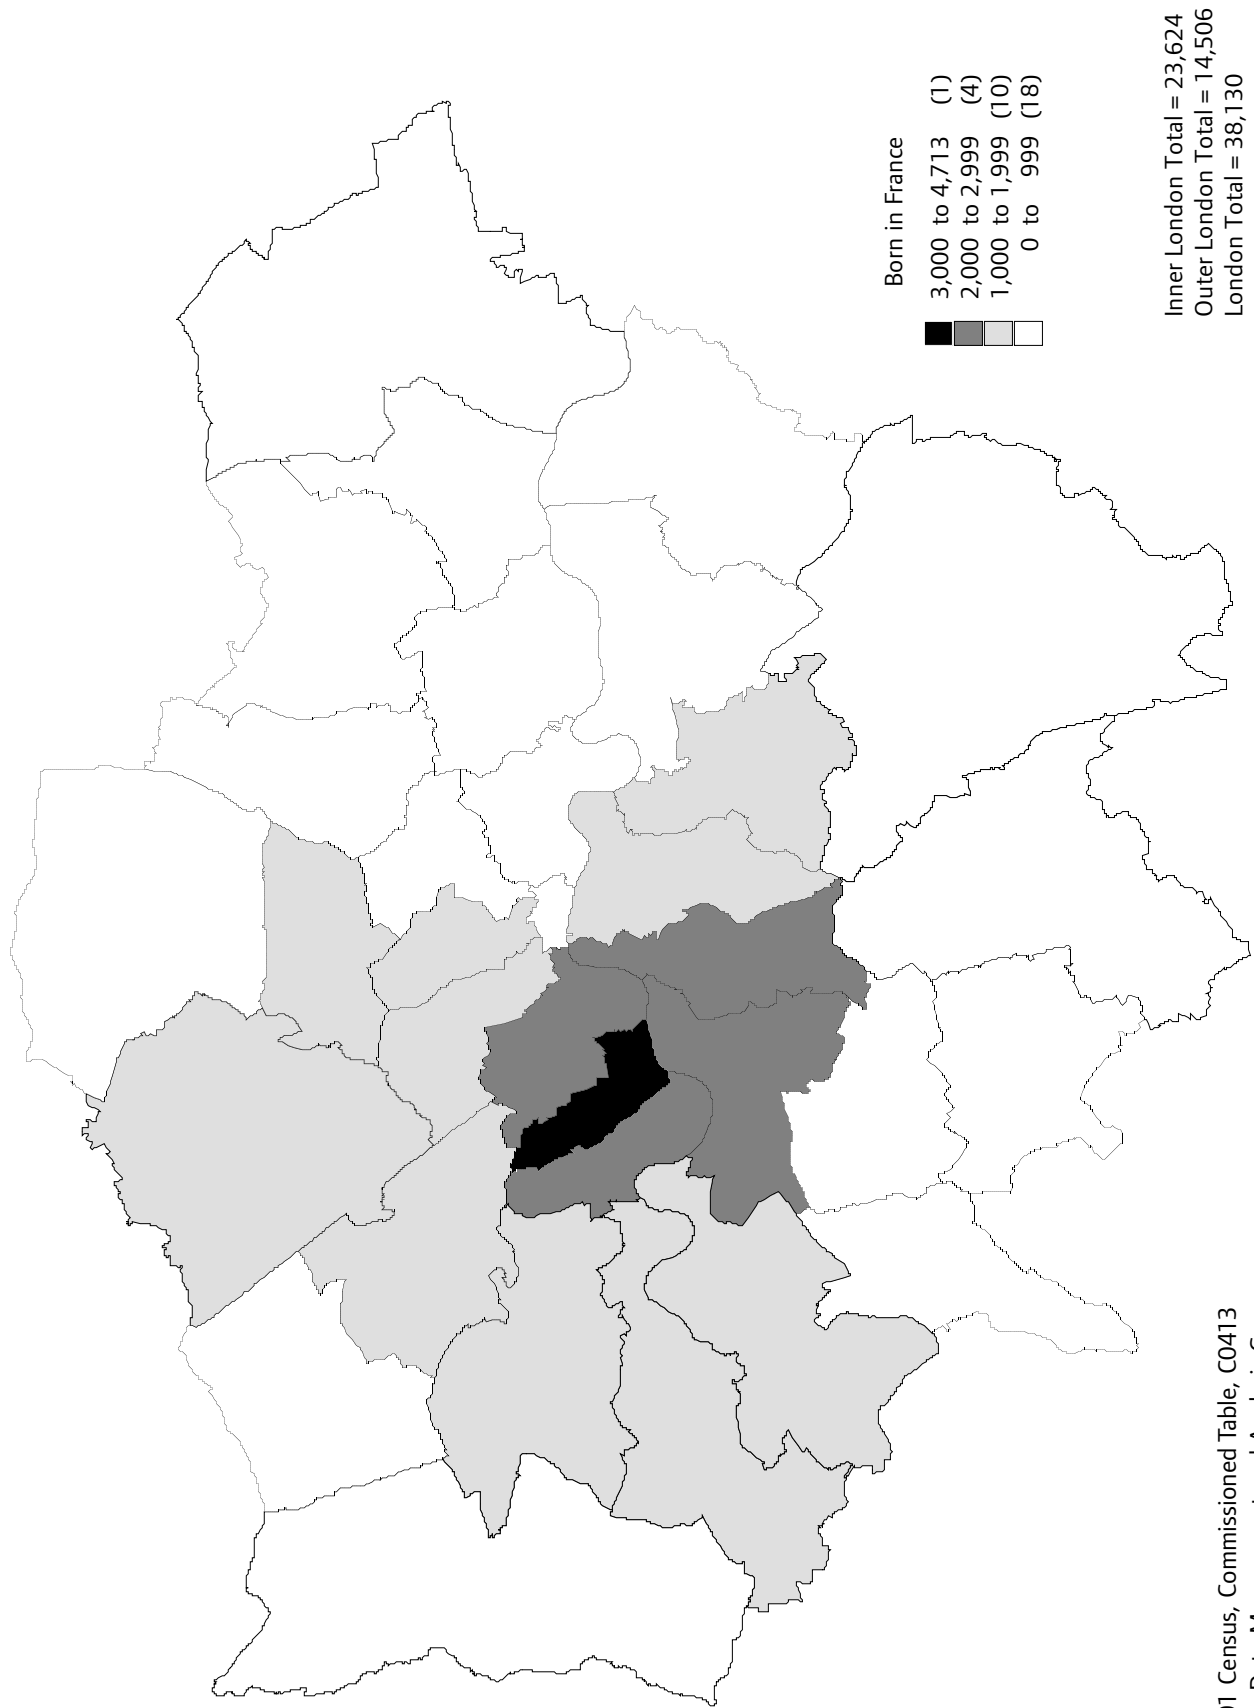 Born in France
3,000 to 4,713 (1)
2,000 to 2,999 (4)
1,000 to 1,999 (10)
0 to 999 (18)
Inner London Total = 23,624
Outer London Total = 14,506
London Total = 38,130
Census, Commissioned Table, C0413